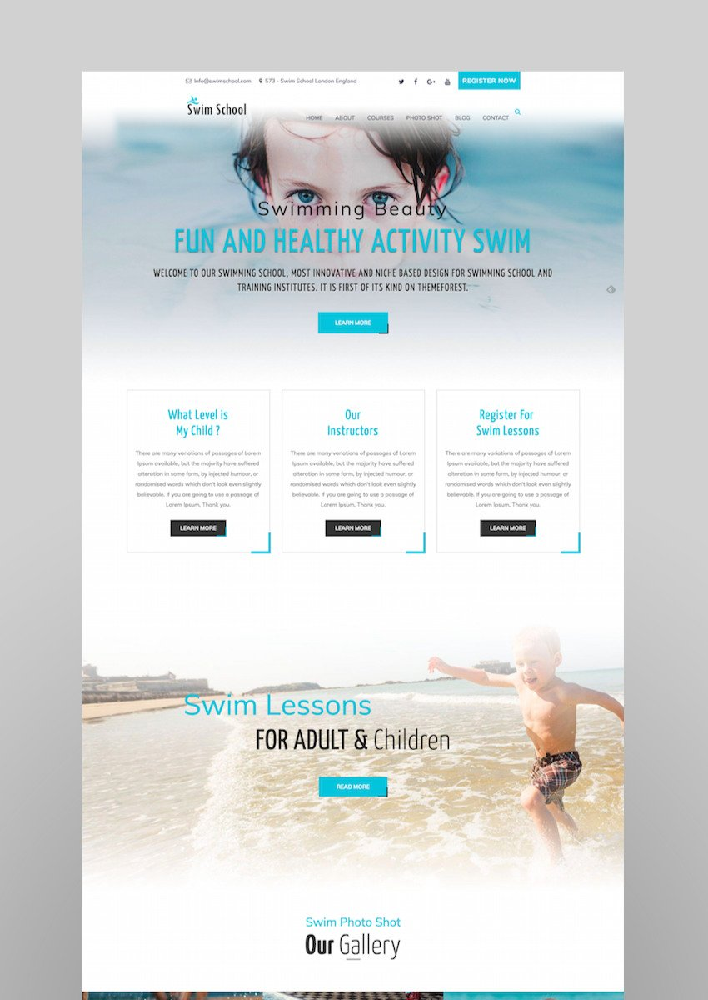 Info@swimschool.com 573 - Swim School London England
REGISTER NOW
Swim School
HOME ABOUT COURSES PHOTO SHOT BLOG CONTACT
Swimming Beauty
FUN AND HEALTHY ACTIVITY SWIM
WELCOME TO OUR SWIMMING SCHOOL, MOST INNOVATIVE AND NICHE BASED DESIGN FOR SWIMMING SCHOOL AND
TRAINING INSTITUTES. IT IS FIRST OF ITS KIND ON THEMEFOREST.
LEARN MORE
What Level is
My Child ?
There are many variations of passages of Lorem
Ipsum available, but the majority have suffered
alteration in some form, by injected humour, or
randomised words which don't look even slightly
believable. If you are going to use a passage of
Lorem Ipsum, Thank you.
LEARN MORE
Our
Instructors
There are many variations of passages of Lorem
Ipsum available, but the majority have suffered
alteration in some form, by injected humour, or
randomised words which don't look even slightly
believable. If you are going to use a passage of
Lorem Ipsum, Thank you.
LEARN MORE
Register For
Swim Lessons
There are many variations of passages of Lorem
Ipsum available, but the majority have suffered
alteration in some form, by injected humour, or
randomised words which don't look even slightly
believable. If you are going to use a passage of
Lorem Ipsum, Thank you.
LEARN MORE
Swim Lessons
FOR ADULT & Children
READ MORE
Swim Photo Shot
Our Gallery